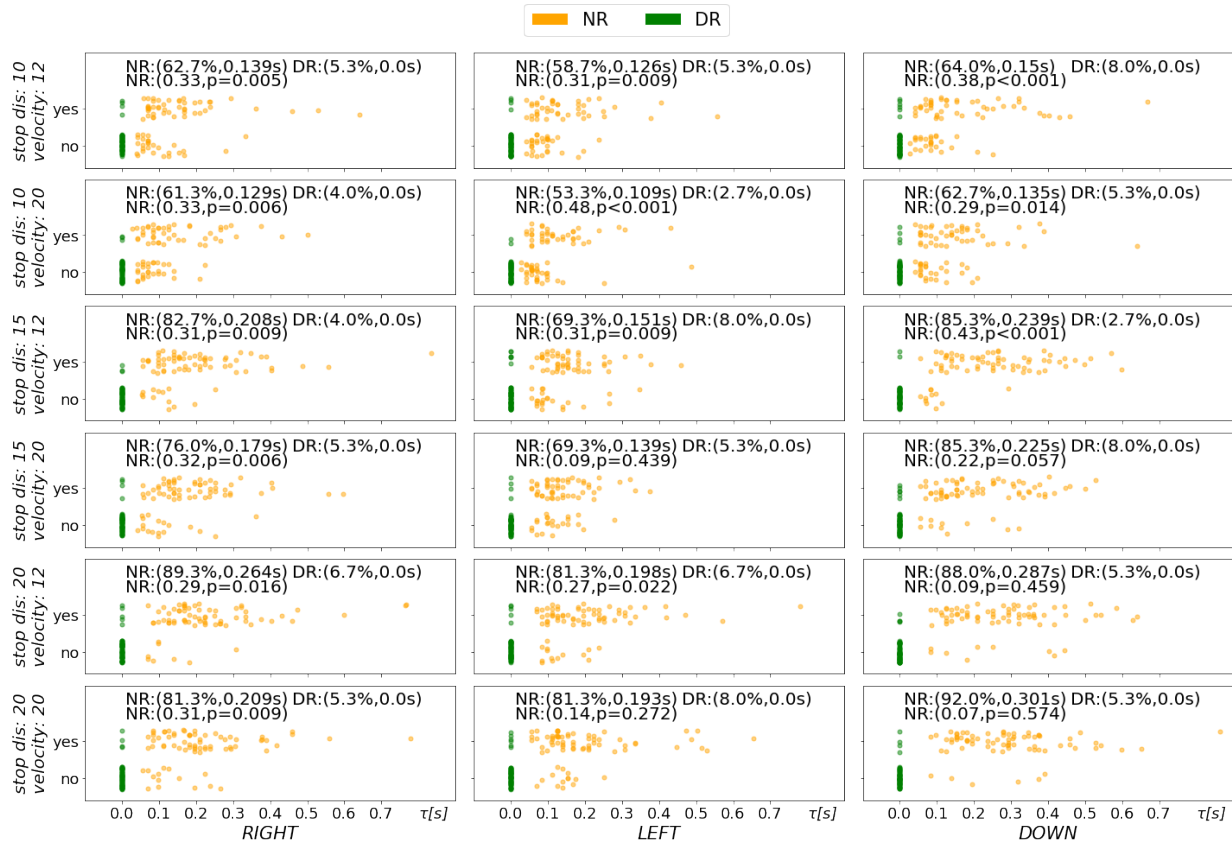 NR DR
stop dis: 10
velocity: 12
yes
no
NR:(62.7%,0.139s) DR:(5.3%,0.0s)
NR:(0.33,p=0.005)
NR:(58.7%,0.126s) DR:(5.3%,0.0s)
NR:(0.31,p=0.009)
NR:(64.0%,0.15s) DR:(8.0%,0.0s)
NR:(0.38,p<0.001)
stop dis: 10
velocity: 20
yes
no
NR:(61.3%,0.129s) DR:(4.0%,0.0s)
NR:(0.33,p=0.006)
NR:(53.3%,0.109s) DR:(2.7%,0.0s)
NR:(0.48,p<0.001)
NR:(62.7%,0.135s) DR:(5.3%,0.0s)
NR:(0.29,p=0.014)
stop dis: 15
velocity: 12
yes
no
NR:(82.7%,0.208s) DR:(4.0%,0.0s)
NR:(0.31,p=0.009)
NR:(69.3%,0.151s) DR:(8.0%,0.0s)
NR:(0.31,p=0.009)
NR:(85.3%,0.239s) DR:(2.7%,0.0s)
NR:(0.43,p<0.001)
stop dis: 15
velocity: 20
yes
no
NR:(76.0%,0.179s) DR:(5.3%,0.0s)
NR:(0.32,p=0.006)
NR:(69.3%,0.139s) DR:(5.3%,0.0s)
NR:(0.09,p=0.439)
NR:(85.3%,0.225s) DR:(8.0%,0.0s)
NR:(0.22,p=0.057)
stop dis: 20
velocity: 12
yes
no
NR:(89.3%,0.264s) DR:(6.7%,0.0s)
NR:(0.29,p=0.016)
NR:(81.3%,0.198s) DR:(6.7%,0.0s)
NR:(0.27,p=0.022)
NR:(88.0%,0.287s) DR:(5.3%,0.0s)
NR:(0.09,p=0.459)
stop dis: 20
velocity: 20
yes
no
NR:(81.3%,0.209s) DR:(5.3%,0.0s)
NR:(0.31,p=0.009)
NR:(81.3%,0.193s) DR:(8.0%,0.0s)
NR:(0.14,p=0.272)
NR:(92.0%,0.301s) DR:(5.3%,0.0s)
NR:(0.07,p=0.574)
0.0 0.1 0.2 0.3 0.4 0.5 0.6 0.7 τ[s]
RIGHT
0.0 0.1 0.2 0.3 0.4 0.5 0.6 0.7 τ[s]
LEFT
0.0 0.1 0.2 0.3 0.4 0.5 0.6 0.7 τ[s]
DOWN